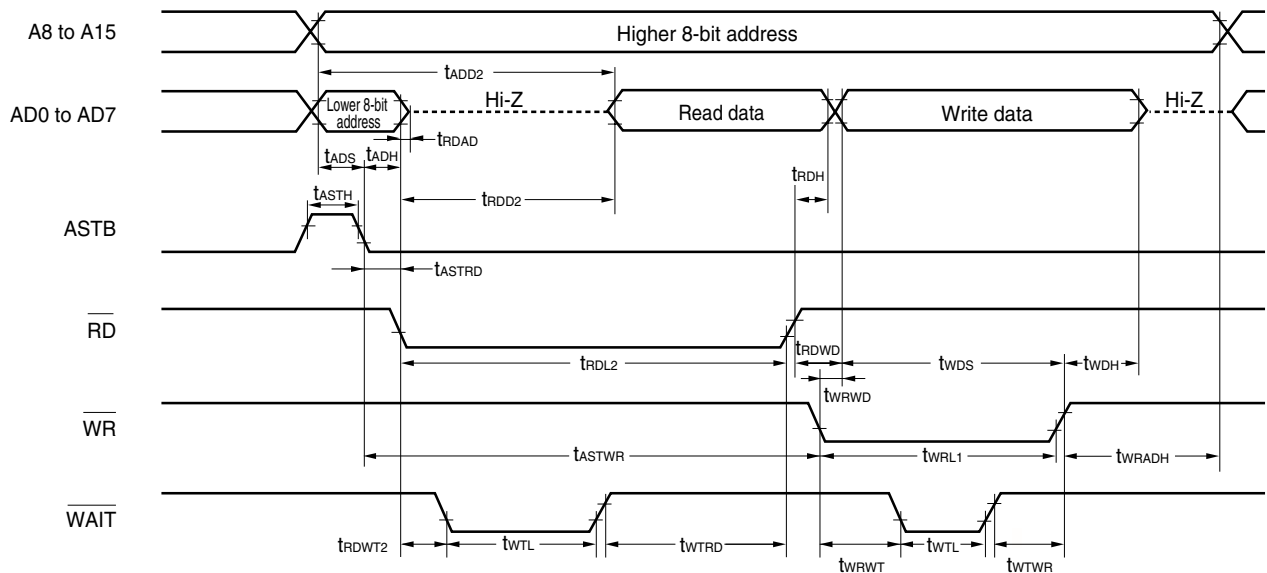 A8 to A15
Higher 8-bit address
tADD2
AD0 to AD7
Lower 8-bit
address
Hi-Z
Read data
Write data
Hi-Z
tRDAD
tADS
tADH
tRDH
tASTH
tRDD2
ASTB
tASTRD
RD
tRDL2
tRDWD
tWDS
tWDH
tWRWD
WR
tASTWR
tWRL1
tWRADH
WAIT
tRDWT2
tWTL
tWTRD
tWRWT
tWTL
tWTWR